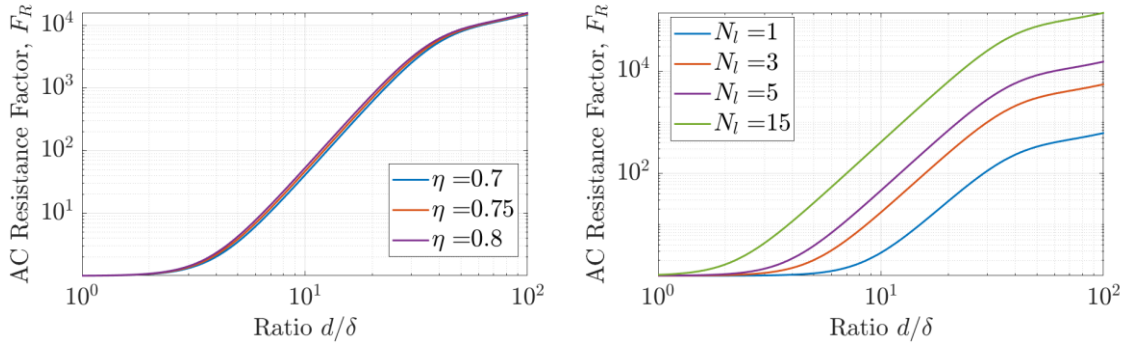 AC Resistance Factor, F_R
10^4
10^3
10^2
10^1
10^0
10^1
10^2
Ratio d/δ
η =0.7
η =0.75
η =0.8
AC Resistance Factor, F_R
10^4
10^2
10^0
10^1
10^2
Ratio d/δ
N_l =1
N_l =3
N_l =5
N_l =15